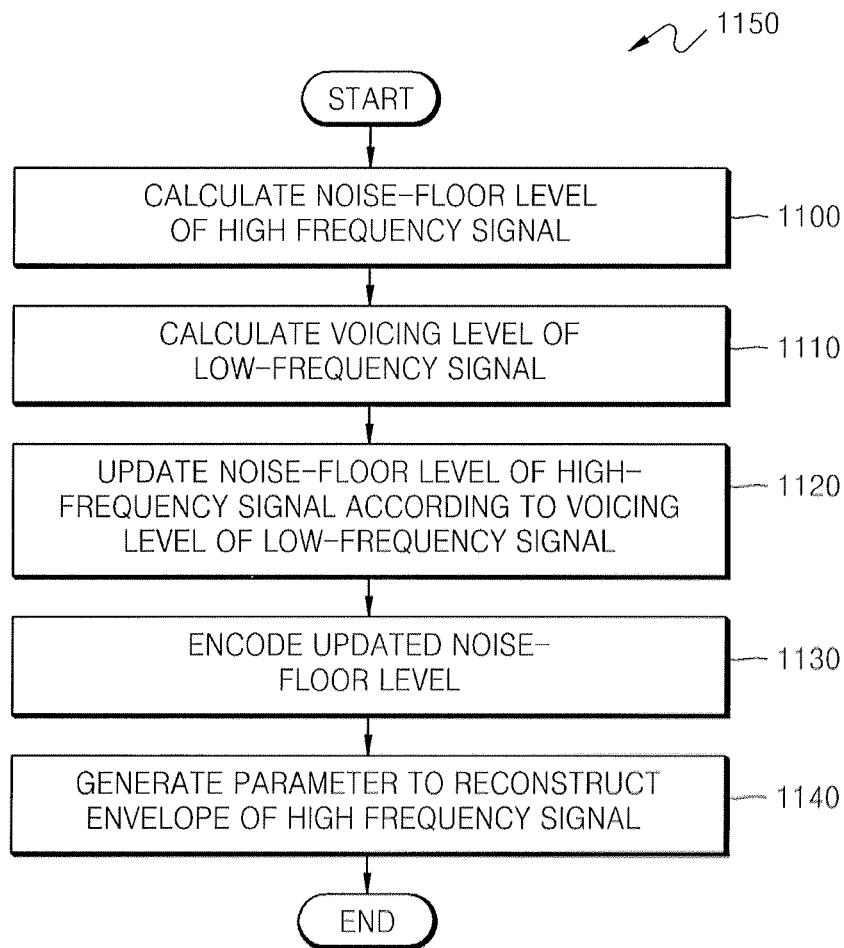 1150
START
CALCULATE NOISE-FLOOR LEVEL
OF HIGH FREQUENCY SIGNAL
1100
CALCULATE VOICING LEVEL OF
LOW-FREQUENCY SIGNAL
1110
UPDATE NOISE-FLOOR LEVEL OF HIGH-
FREQUENCY SIGNAL ACCORDING TO VOICING
LEVEL OF LOW-FREQUENCY SIGNAL
1120
ENCODE UPDATED NOISE-
FLOOR LEVEL
1130
GENERATE PARAMETER TO RECONSTRUCT
ENVELOPE OF HIGH FREQUENCY SIGNAL
1140
END